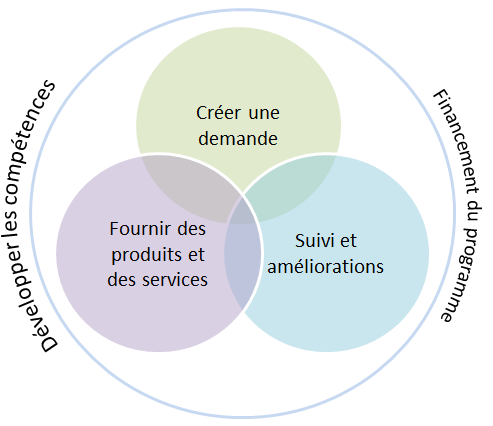 Créer une
demande
Fournir des
produits et
des services
Suivi et
améliorations
Développer les compétences
Financement du programme